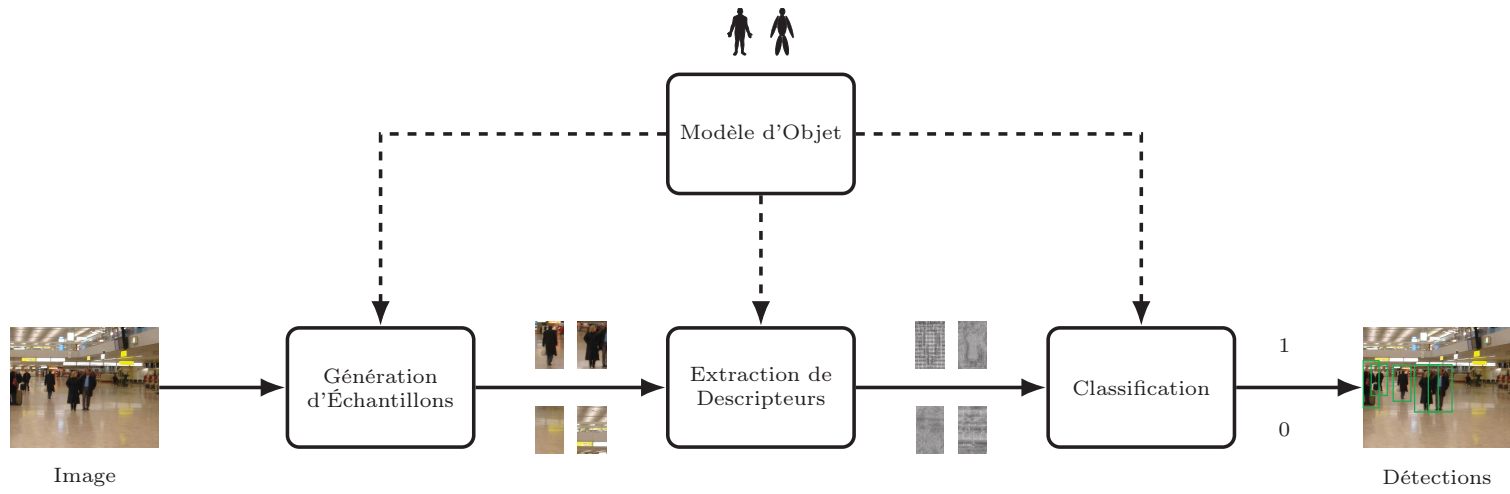 Modèle d'Objet
Génération
d'Échantillons
Extraction de
Descripteurs
Classification
1
0
Image
Détections